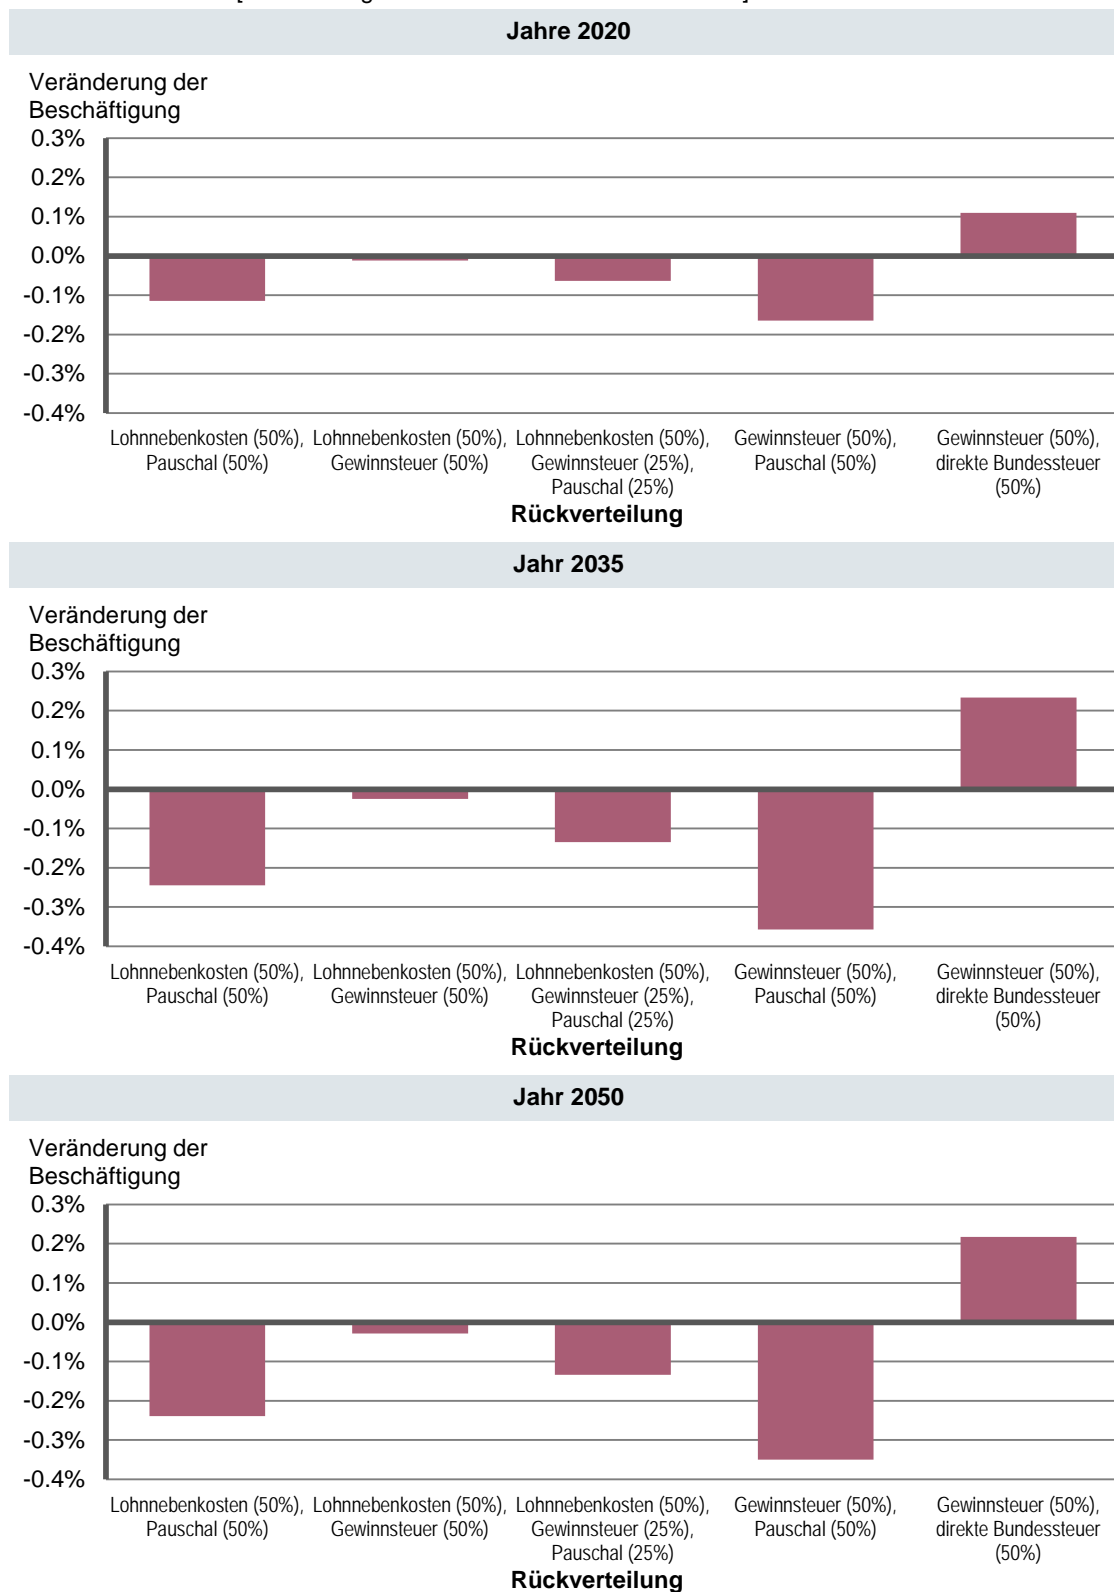 Jahre 2020
Veränderung der
Beschäftigung
0.3%
0.2%
0.1%
0.0%
-0.1%
-0.2%
-0.3%
-0.4%
Lohnnebenkosten (50%), Lohnnebenkosten (50%), Lohnnebenkosten (50%), Gewinnsteuer (50%), Gewinnsteuer (50%),
Pauschal (50%) Gewinnsteuer (50%) Gewinnsteuer (25%), Pauschal (50%) direkte Bundessteuer
Pauschal (25%) (50%)
Rückverteilung
Jahr 2035
Veränderung der
Beschäftigung
0.3%
0.2%
0.1%
0.0%
-0.1%
-0.2%
-0.3%
-0.4%
Lohnnebenkosten (50%), Lohnnebenkosten (50%), Lohnnebenkosten (50%), Gewinnsteuer (50%), Gewinnsteuer (50%),
Pauschal (50%) Gewinnsteuer (50%) Gewinnsteuer (25%), Pauschal (50%) direkte Bundessteuer
Pauschal (25%) (50%)
Rückverteilung
Jahr 2050
Veränderung der
Beschäftigung
0.3%
0.2%
0.1%
0.0%
-0.1%
-0.2%
-0.3%
-0.4%
Lohnnebenkosten (50%), Lohnnebenkosten (50%), Lohnnebenkosten (50%), Gewinnsteuer (50%), Gewinnsteuer (50%),
Pauschal (50%) Gewinnsteuer (50%) Gewinnsteuer (25%), Pauschal (50%) direkte Bundessteuer
Pauschal (25%) (50%)
Rückverteilung